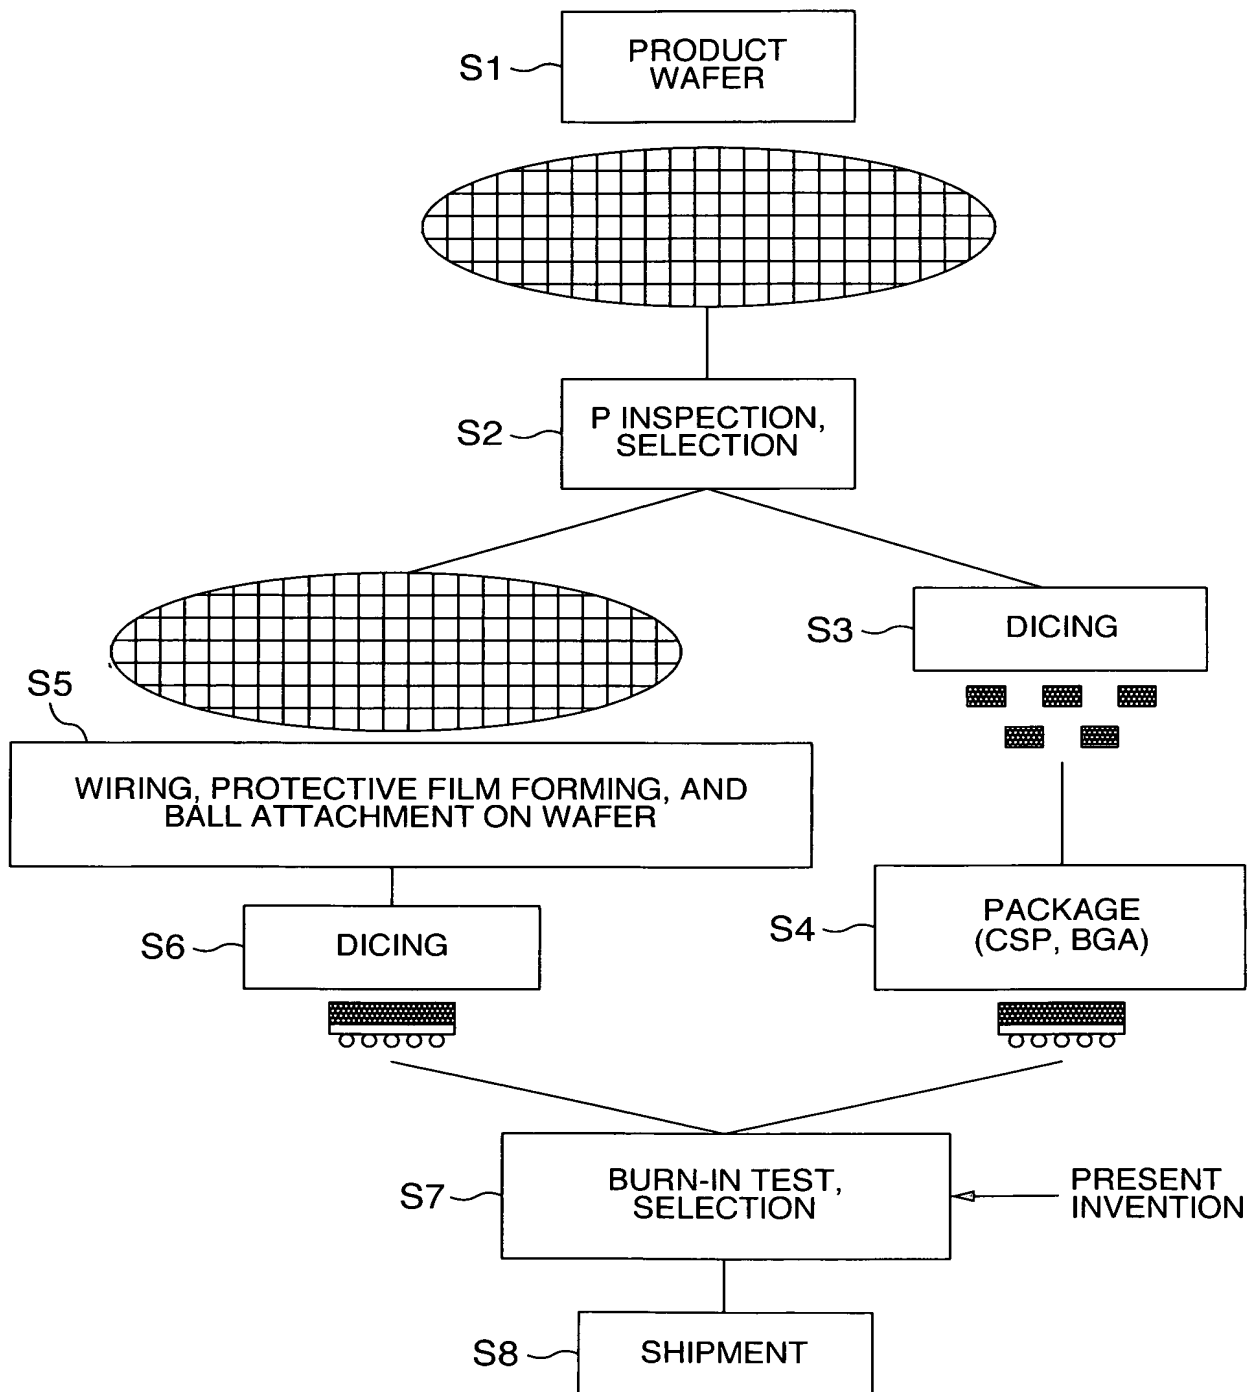 S1
PRODUCT
WAFER
S2
P INSPECTION,
SELECTION
S3
DICING
S5
WIRING, PROTECTIVE FILM FORMING, AND
BALL ATTACHMENT ON WAFER
S4
PACKAGE
(CSP, BGA)
S6
DICING
S7
BURN-IN TEST,
SELECTION
PRESENT
INVENTION
S8
SHIPMENT